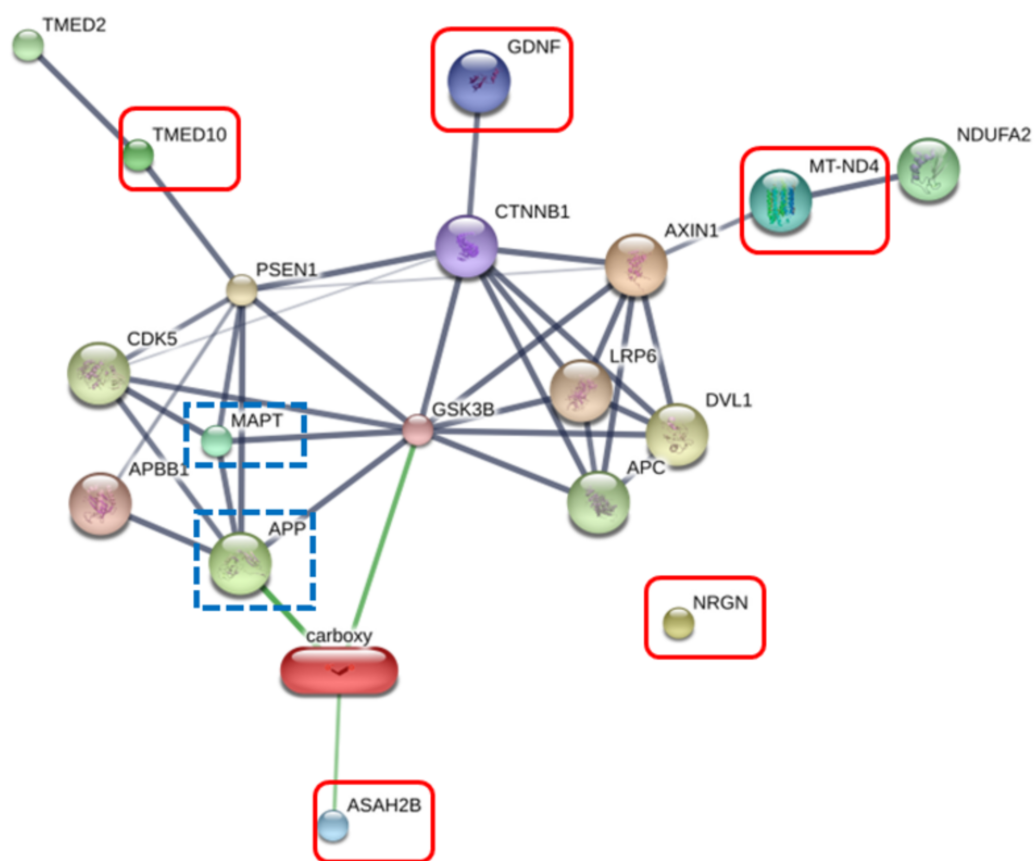 TMED2
GDNF
TMED10
NDUFA2
MT-ND4
CTNNB1
AXIN1
PSEN1
CDK5
LRP6
DVL1
GSK3B
MAPT
APBB1
APC
APP
NRGN
carboxy
ASAH2B